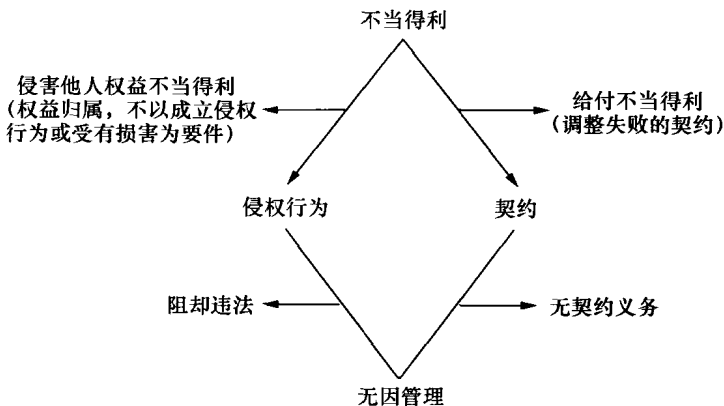 不当得利
侵害他人权益不当得利
(权益归属，不以成立侵权
行为或受有损害为要件)
给付不当得利
(调整失败的契约)
侵权行为
契约
阻却违法
无契约义务
无因管理